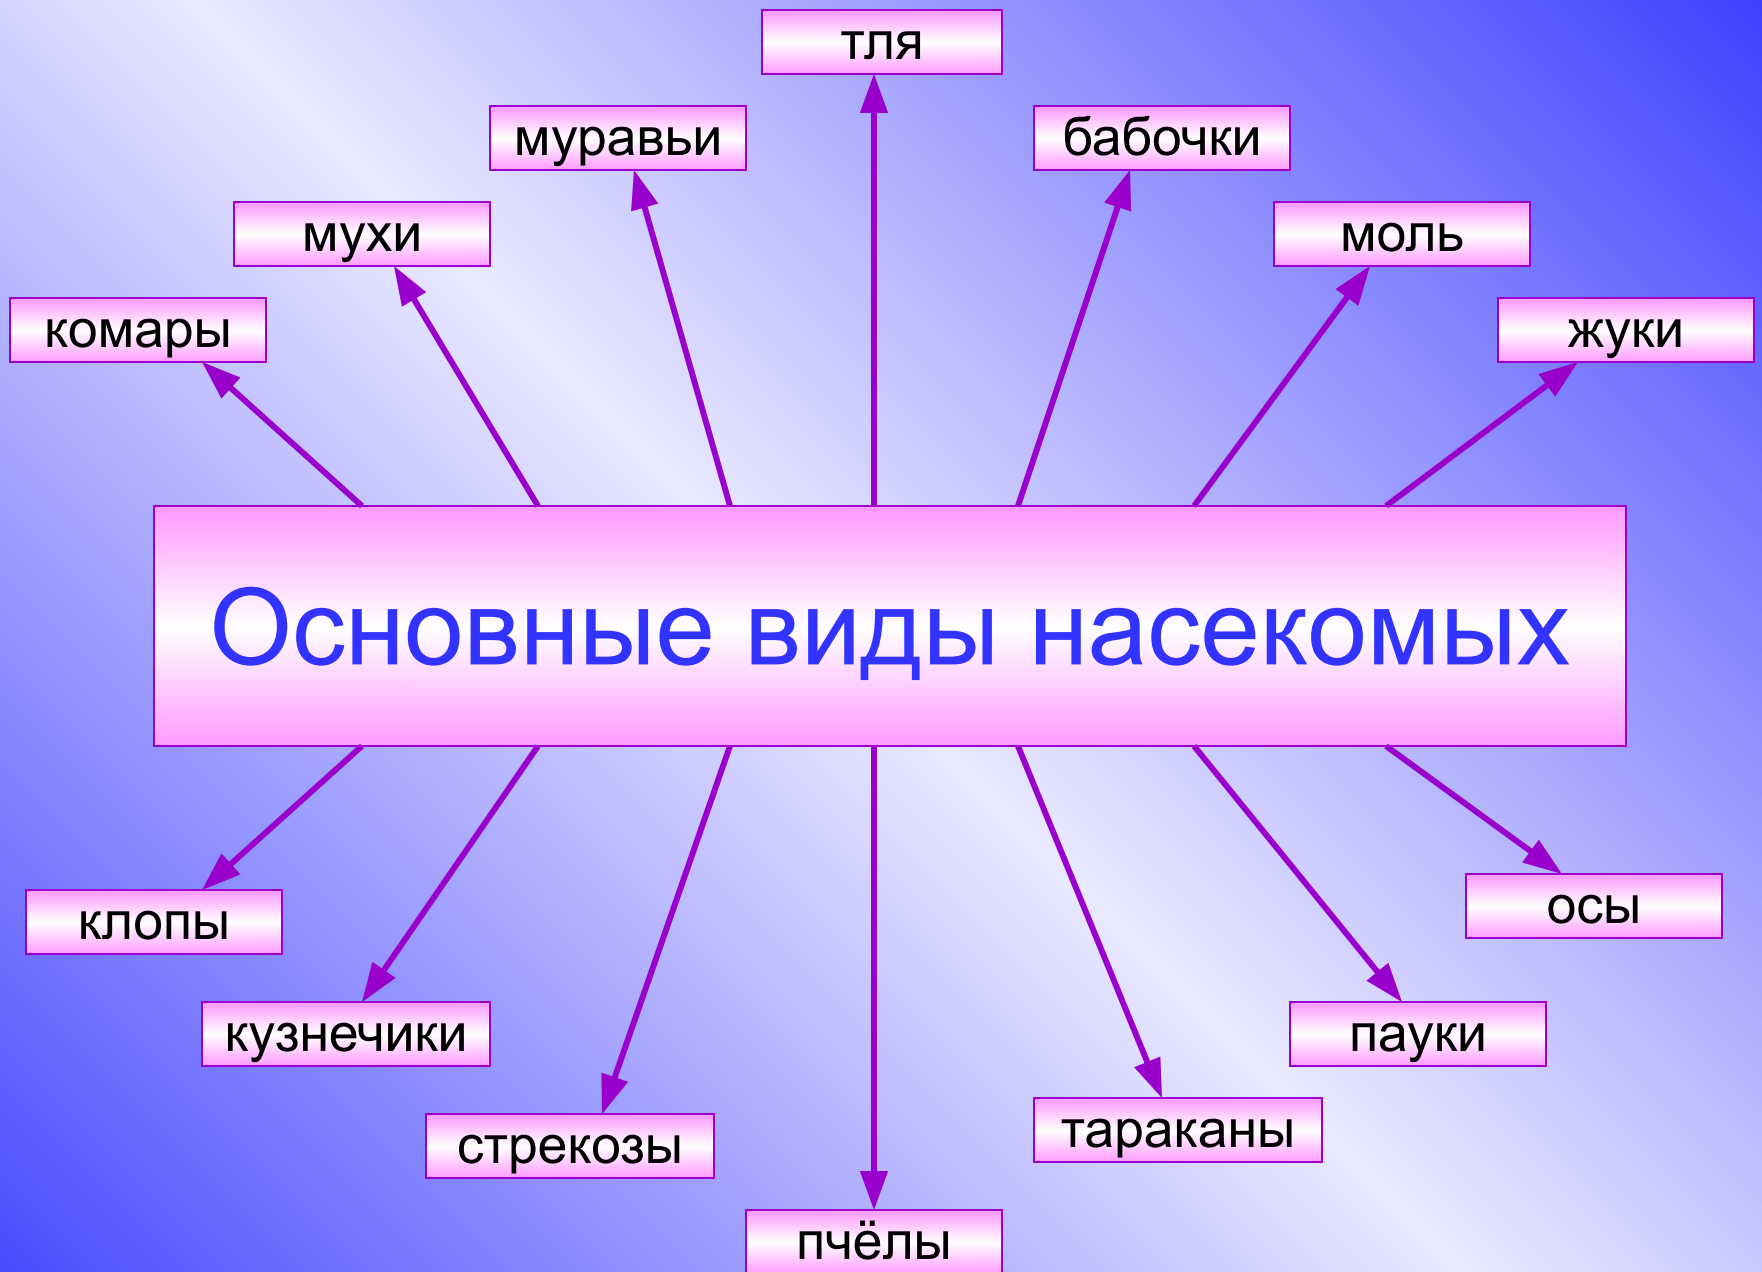 тля
муравьи
бабочки
мухи
моль
комары
жуки
Основные виды насекомых
клопы
осы
кузнечики
пауки
стрекозы
тараканы
пчёлы